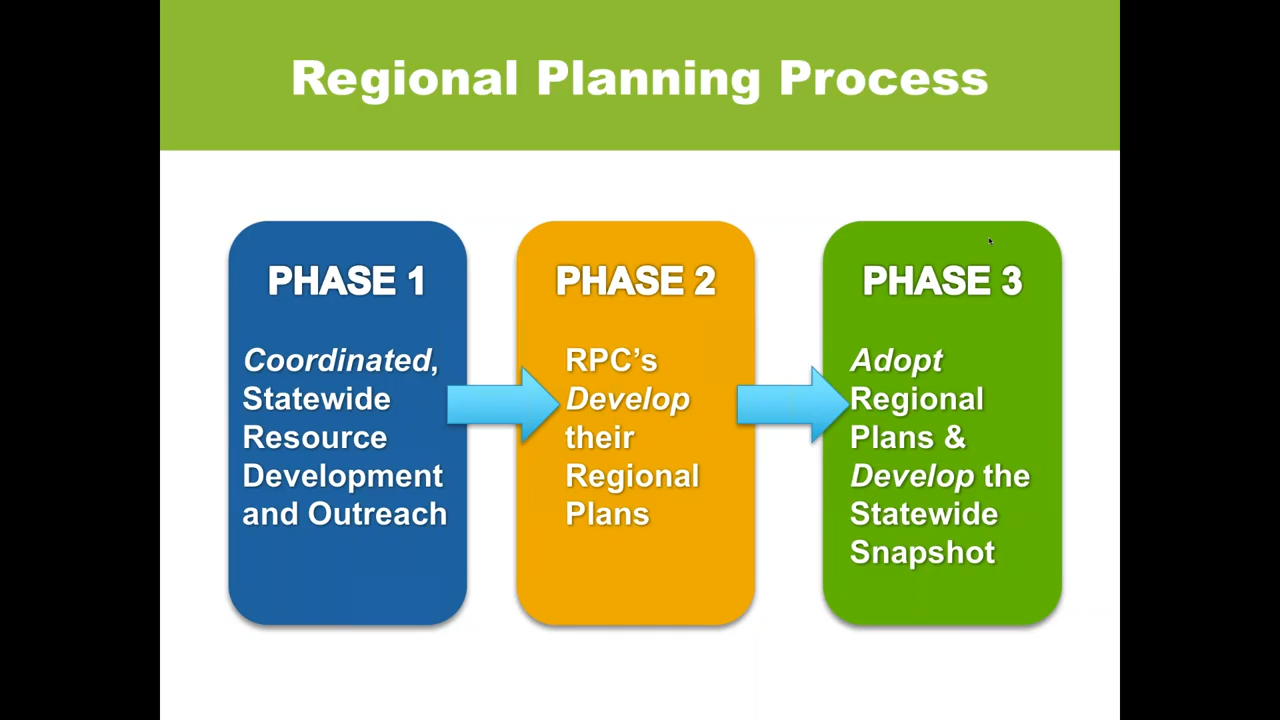 Regional Planning Process
PHASE 1
Coordinated,
Statewide
Resource
Development
and Outreach
PHASE 2
RPC’s
Develop
their
Regional
Plans
PHASE 3
Adopt
Regional
Plans &
Develop the
Statewide
Snapshot